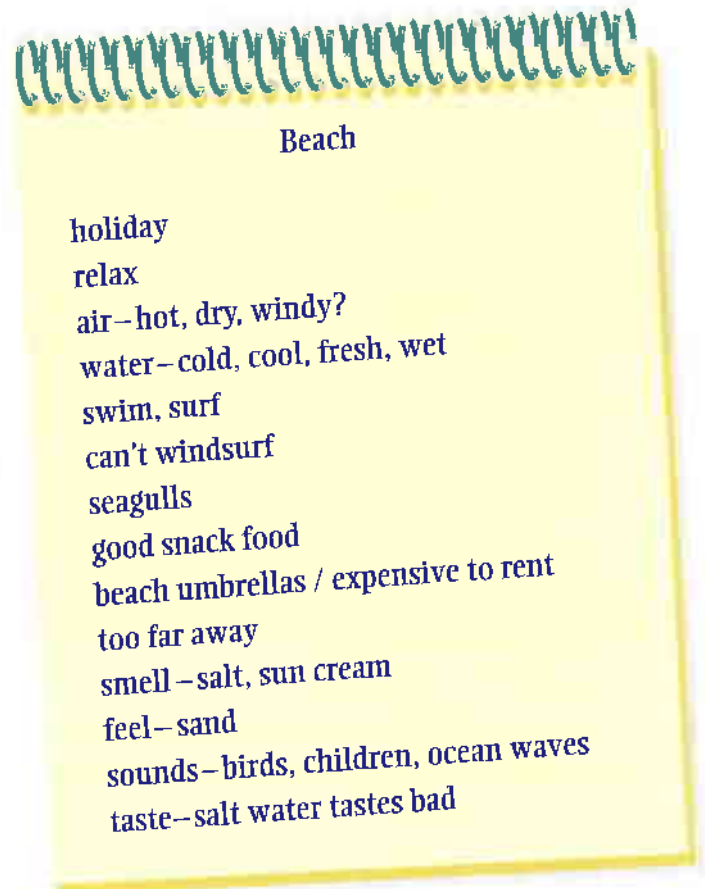 Beach
holiday
relax
air–hot, dry, windy?
water–cold, cool, fresh, wet
swim, surf
can't windsurf
seagulls
good snack food
beach umbrellas / expensive to rent
too far away
smell–salt, sun cream
feel–sand
sounds–birds, children, ocean waves
taste–salt water tastes bad